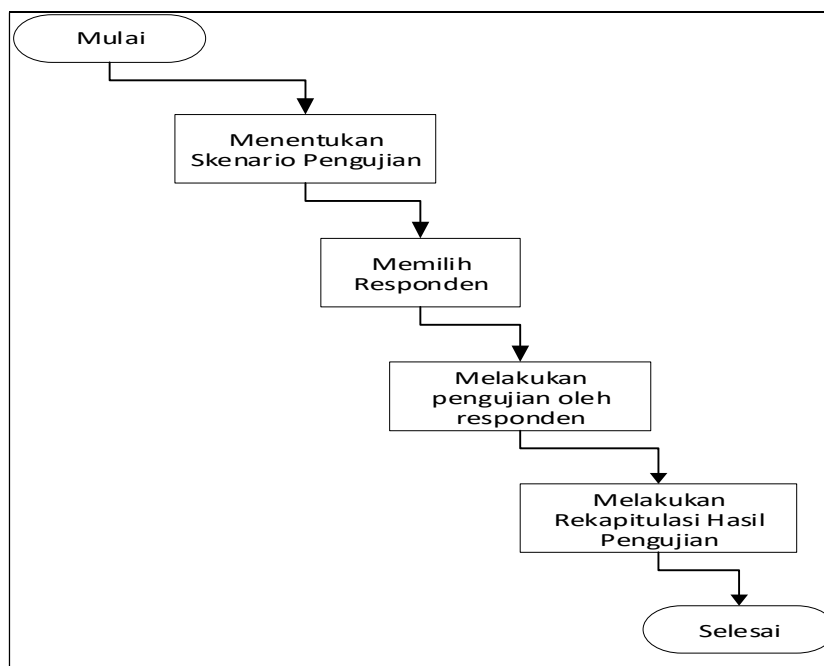 Mulai
Menentukan
Skenario Pengujian
Memilih
Responden
Melakukan
pengujian oleh
responden
Melakukan
Rekapitulasi Hasil
Pengujian
Selesai